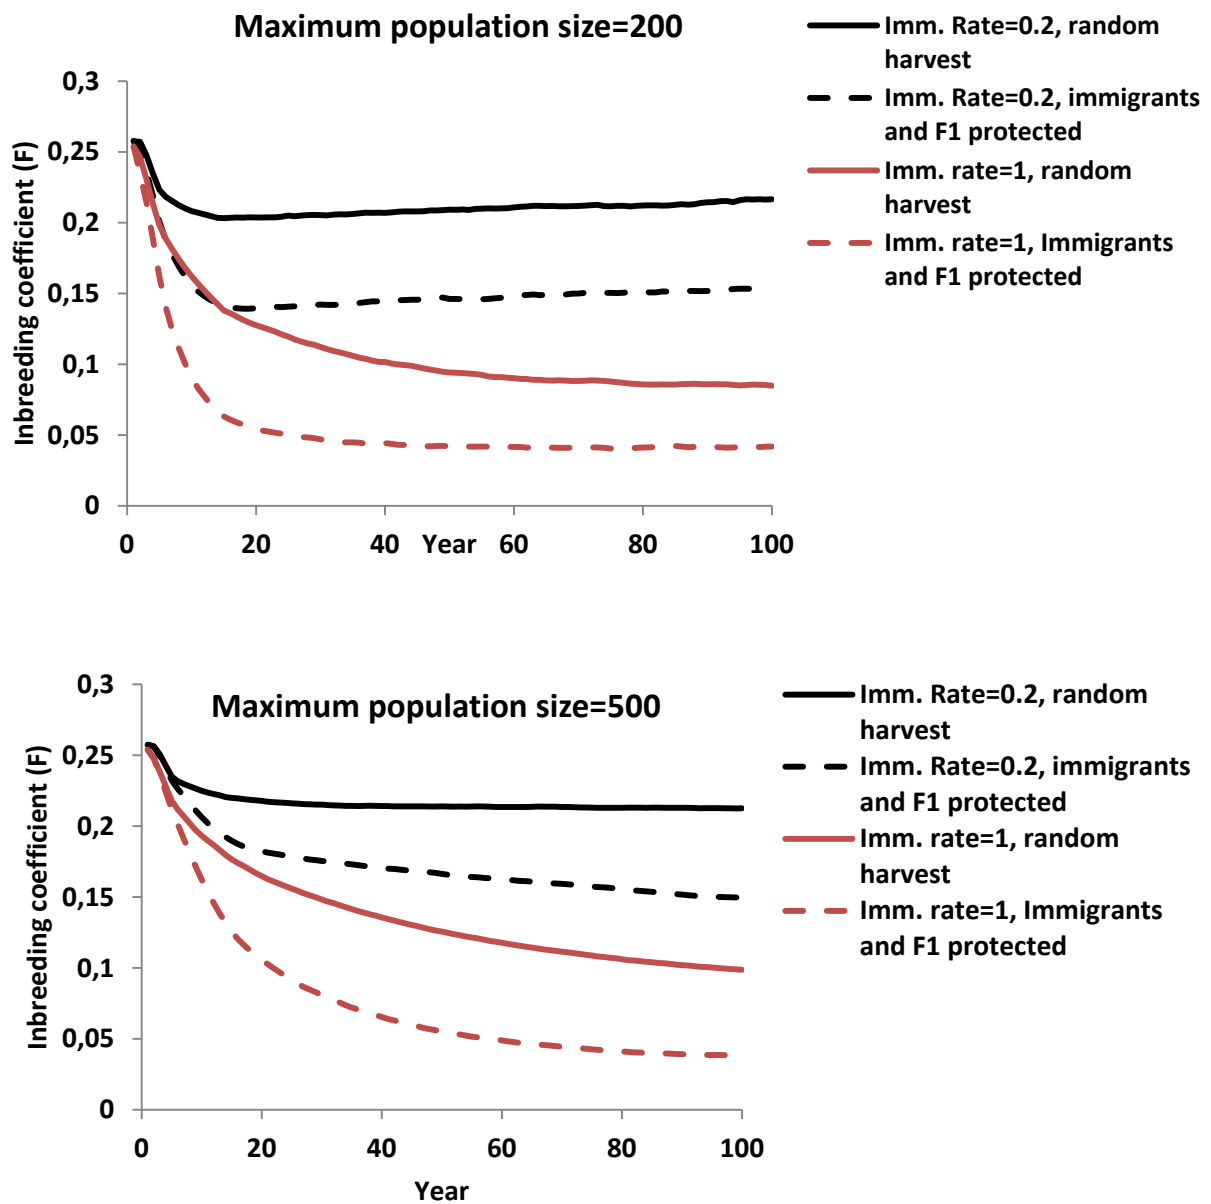 Maximum population size=200
Imm. Rate=0.2, random
harvest
Imm. Rate=0.2, immigrants
and F1 protected
Imm. rate=1, random
harvest
Imm. rate=1, Immigrants
and F1 protected
Inbreeding coefficient (F)
0,3
0,25
0,2
0,15
0,1
0,05
0
0 20 40 Year 60 80 100
Maximum population size=500
Imm. Rate=0.2, random
harvest
Imm. Rate=0.2, immigrants
and F1 protected
Imm. rate=1, random
harvest
Imm. rate=1, Immigrants
and F1 protected
Inbreeding coefficient (F)
0,3
0,25
0,2
0,15
0,1
0,05
0
0 20 40 60 80 100
Year